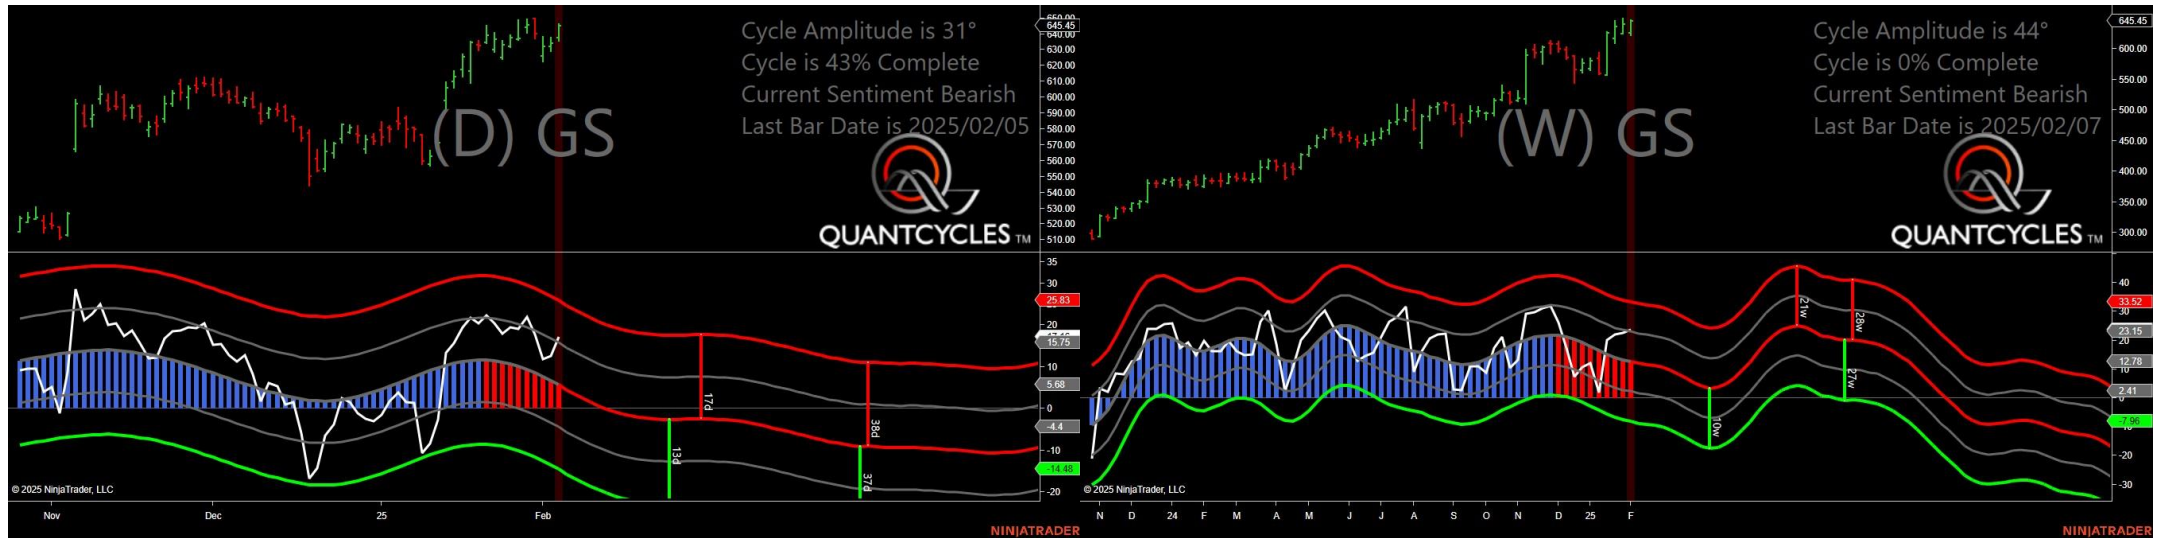 Cycle Amplitude is 31°
Cycle is 43% Complete
Current Sentiment Bearish
Last Bar Date is 2025/02/05
(D) GS
QUANTCYCLES TM
660.00
645.45
640.00
630.00
620.00
610.00
600.00
590.00
580.00
570.00
560.00
550.00
540.00
530.00
520.00
510.00
35
30
25.83
20
15.75
10
5.68
0
-4.4
-10
-14.48
-20
17d
38d
13d
37d
© 2025 NinjaTrader, LLC
Nov
Dec
25
Feb
NINJATRADER
Cycle Amplitude is 44°
Cycle is 0% Complete
Current Sentiment Bearish
Last Bar Date is 2025/02/07
(W) GS
QUANTCYCLES TM
645.45
600.00
550.00
500.00
450.00
400.00
350.00
300.00
40
33.52
23.15
20
12.78
10
2.41
0
-7.96
-20
-30
21w
28w
27w
10w
© 2025 NinjaTrader, LLC
N D 24 F M A M J J A S O N D 25 F
NINJATRADER